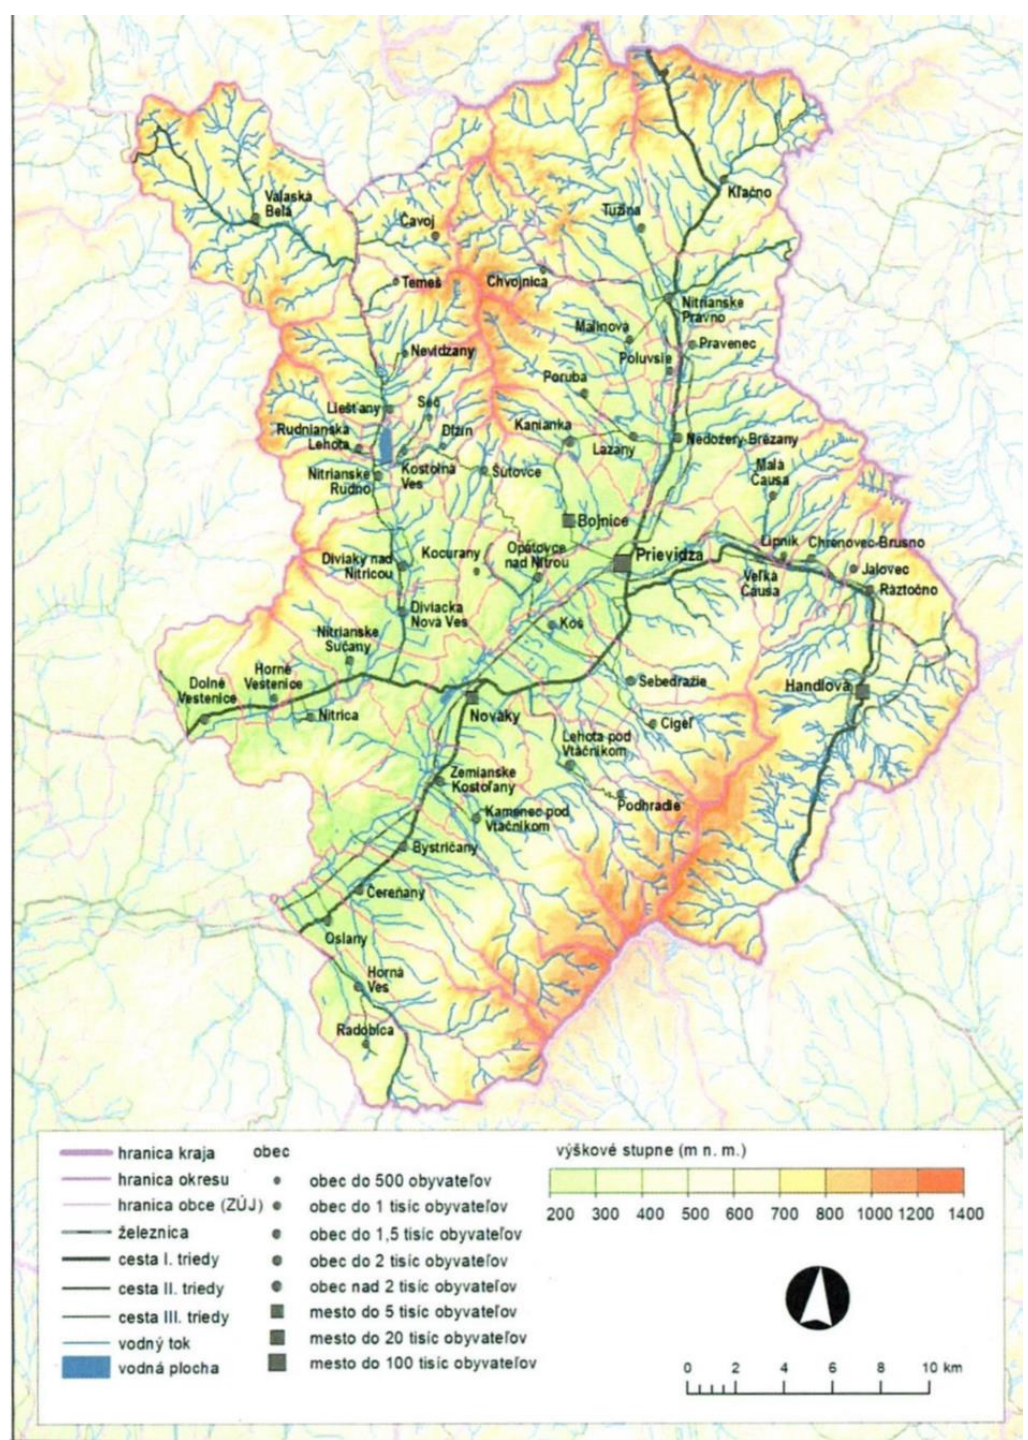 Kľačno
Valaská
Belá
Tužina
Čavoj
Temeš
Chvojnica
Nitrianske
Pravno
Malinová
Pravenec
Nevidzany
Poluvsie
Poruba
Liešťany
Seč
Rudnianska
Lehota
Dlžín
Kanianka
Lazany
Nedožery-Brezany
Kostolná
Ves
Nitrianske
Rudno
Šútovce
Malá
Čausa
Bojnice
Prievidza
Kocurany
Opatovce
nad Nitrou
Lipník
Chrenovec-Brusno
Diviaky nad
Nitricou
Veľká
Čausa
Jalovec
Ráztočno
Diviacka
Nová Ves
Koš
Nitrianske
Sučany
Horné
Vestenice
Dolné
Vestenice
Sebedražie
Handlová
Nitrica
Nováky
Cigeľ
Lehota pod
Vtáčnikom
Zemianske
Kostoľany
Podhradie
Kamenec pod
Vtáčnikom
Bystričany
Čereňany
Oslany
Horná
Ves
Radobica
hranica kraja
hranica okresu
hranica obce (ZÚJ)
železnica
cesta I. triedy
cesta II. triedy
cesta III. triedy
vodný tok
vodná plocha
obec
obec do 500 obyvateľov
obec do 1 tisíc obyvateľov
obec do 1,5 tisíc obyvateľov
obec do 2 tisíc obyvateľov
obec nad 2 tisíc obyvateľov
mesto do 5 tisíc obyvateľov
mesto do 20 tisíc obyvateľov
mesto do 100 tisíc obyvateľov
výškové stupne (m n. m.)
200 300 400 500 600 700 800 1000 1200 1400
0 2 4 6 8 10 km